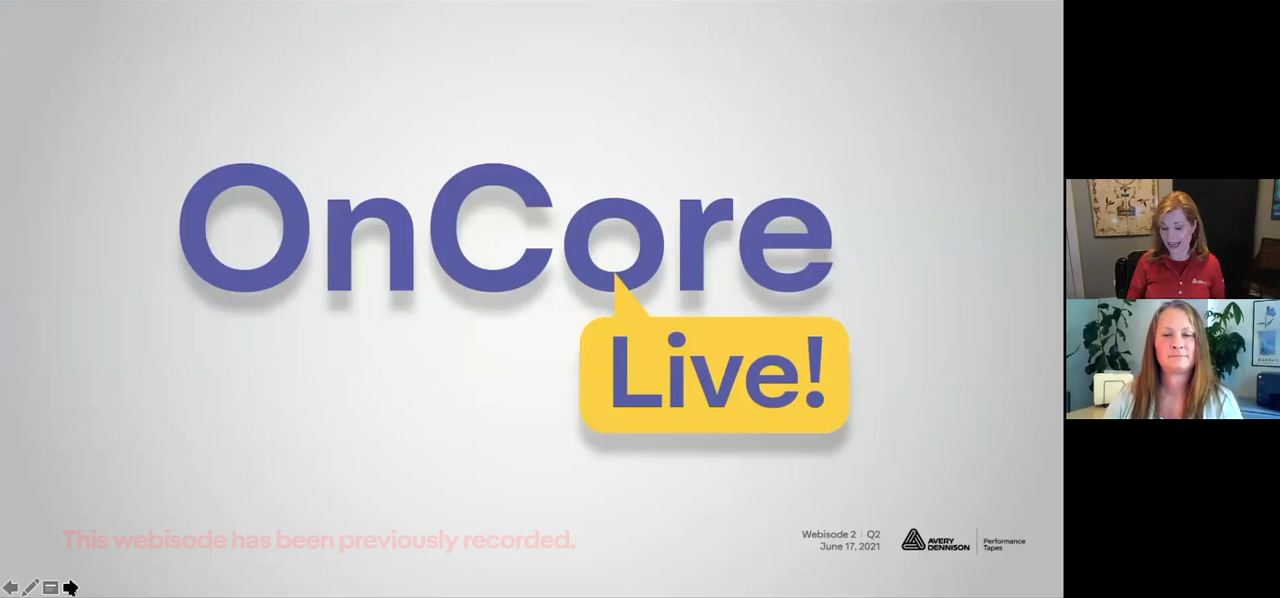 OnCore
Live!
This webisode has been previously recorded.
Webisode 2 | Q2
June 17, 2021
AVERY
DENNISON
Performance
Tapes